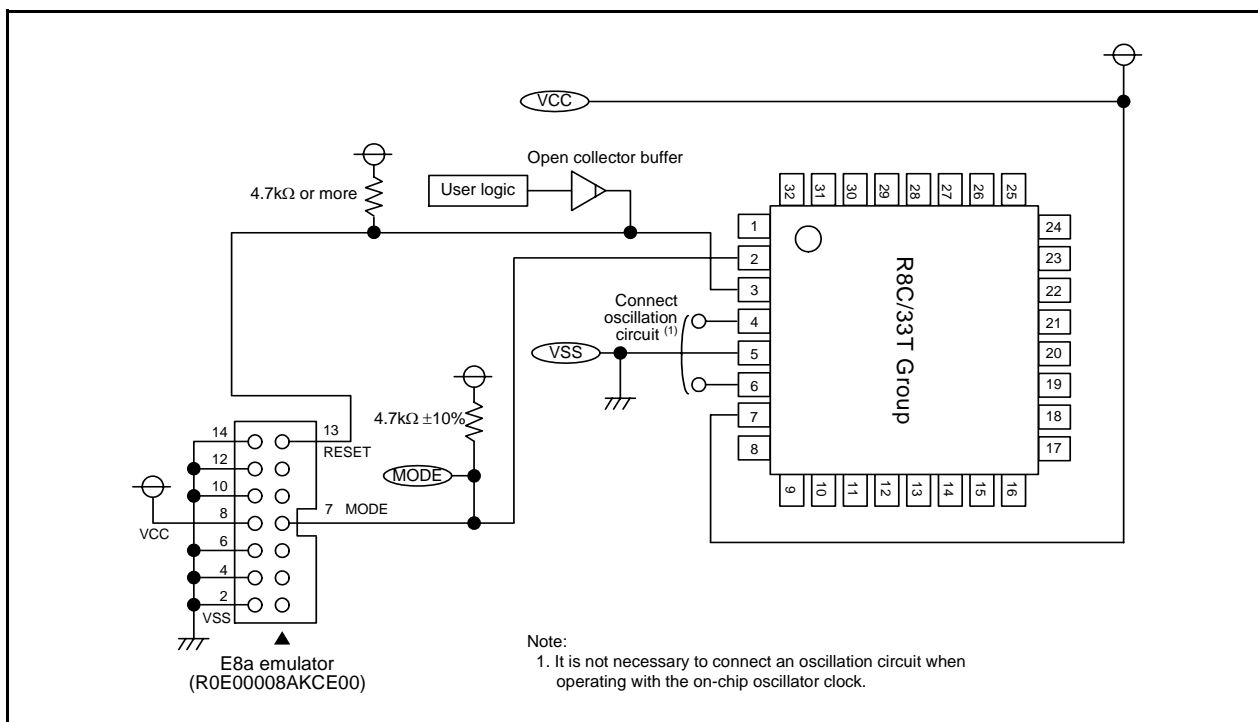 VCC
Open collector buffer
4.7kΩ or more
User logic
32 31 30 29 28 27 26 25
1
2
3
4
5
6
7
8
R8C/33T Group
24
23
22
21
20
19
18
17
9 10 11 12 13 14 15 16
Connect
oscillation
circuit (1)
VSS
4.7kΩ ±10%
MODE
14
13
RESET
12
10
8
7 MODE
VCC
6
4
2
VSS
E8a emulator
(R0E00008AKCE00)
Note:
1. It is not necessary to connect an oscillation circuit when
operating with the on-chip oscillator clock.